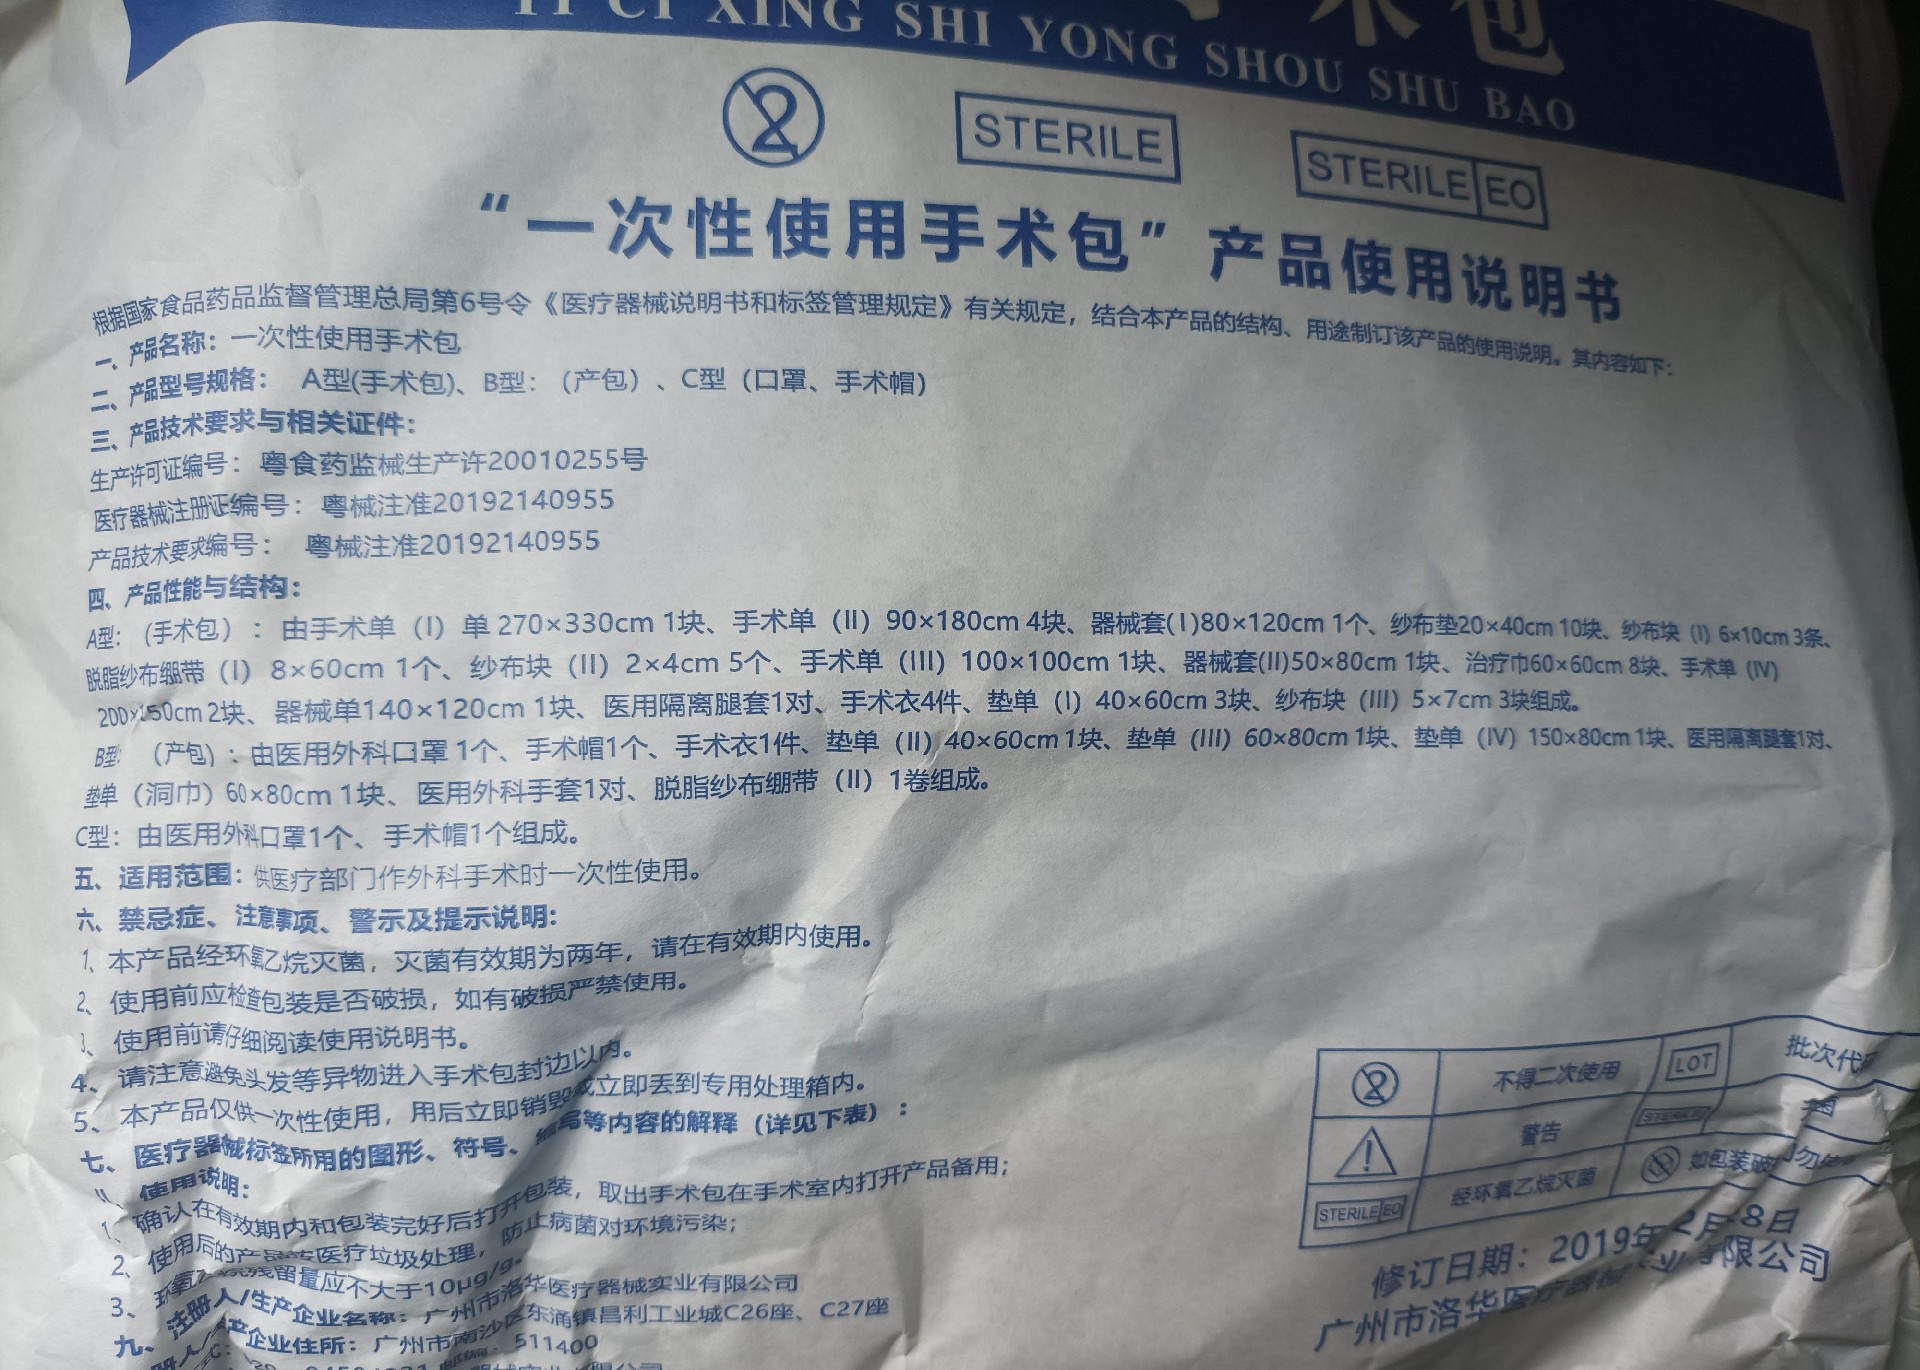 术包
YI CI XING SHI YONG SHOU SHU BAO
STERILE
STERILE EO
“一次性使用手术包”产品使用说明书
根据国家食品药品监督管理总局第6号令《医疗器械说明书和标签管理规定》有关规定，结合本产品的结构、用途制订该产品的使用说明。其内容如下：
一、产品名称：一次性使用手术包
二、产品型号规格： A型(手术包)、B型：（产包）、C型（口罩、手术帽）
三、产品技术要求与相关证件：
生产许可证编号：粤食药监械生产许20010255号
医疗器械注册证编号：粤械注准20192140955
产品技术要求编号： 粤械注准20192140955
四、产品性能与结构：
A型：（手术包）：由手术单（I）单 270×330cm 1块、手术单（II）90×180cm 4块、器械套(I)80×120cm 1个、纱布垫20×40cm 10块、纱布块（I）6×10cm 3条、
脱脂纱布绷带（I）8×60cm 1个、纱布块（II）2×4cm 5个、手术单（III）100×100cm 1块、器械套(II)50×80cm 1块、治疗巾60×60cm 8块、手术单（IV）
200×150cm 2块、器械单140×120cm 1块、医用隔离腿套1对、手术衣4件、垫单（I）40×60cm 3块、纱布块（III）5×7cm 3块组成。
B型：（产包）：由医用外科口罩 1个、手术帽1个、手术衣1件、垫单（II）40×60cm 1块、垫单（III）60×80cm 1块、垫单（IV）150×80cm 1块、医用隔离腿套1对、
垫单（洞巾）60×80cm 1块、医用外科手套1对、脱脂纱布绷带（II）1卷组成。
C型：由医用外科口罩1个、手术帽1个组成。
五、适用范围：供医疗部门作外科手术时一次性使用。
六、禁忌症、注意事项、警示及提示说明：
1、本产品经环氧乙烷灭菌，灭菌有效期为两年，请在有效期内使用。
2、使用前应检查包装是否破损，如有破损严禁使用。
3、使用前请仔细阅读使用说明书。
4、请注意避免头发等异物进入手术包封边以内。
5、本产品仅供一次性使用，用后立即销毁或立即丢到专用处理箱内。
七、医疗器械标签所用的图形、符号、缩写等内容的解释（详见下表）：
使用说明：
1、确认在有效期内和包装完好后打开包装，取出手术包在手术室内打开产品备用；
2、使用后的产品按医疗垃圾处理，防止病菌对环境污染；
3、环氧乙烷残留量应不大于10μg/g。
九、注册人/生产企业名称：广州市洛华医疗器械实业有限公司
注册人/生产企业住所：广州市南沙区东涌镇昌利工业城C26座、C27座
511400
械实业有限公司
不得二次使用
LOT
批次代
警告
STERILE
STERILE EO
经环氧乙烷灭菌
如包装破
勿使
修订日期：2019年12月8日
广州市洛华医疗器械实业有限公司